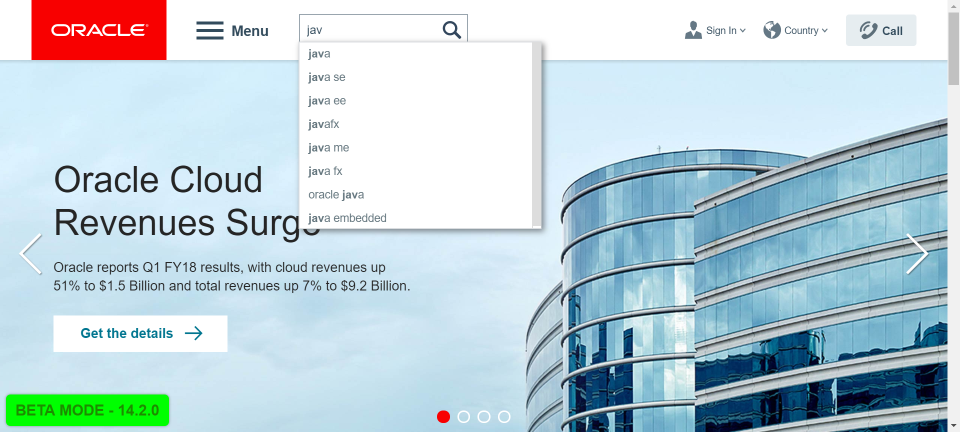 ORACLE
Menu
jav
Sign In
Country
Call
java
java se
java ee
javafx
java me
java fx
oracle java
java embedded
Oracle Cloud
Revenues Surge
Oracle reports Q1 FY18 results, with cloud revenues up
51% to $1.5 Billion and total revenues up 7% to $9.2 Billion.
Get the details
BETA MODE - 14.2.0